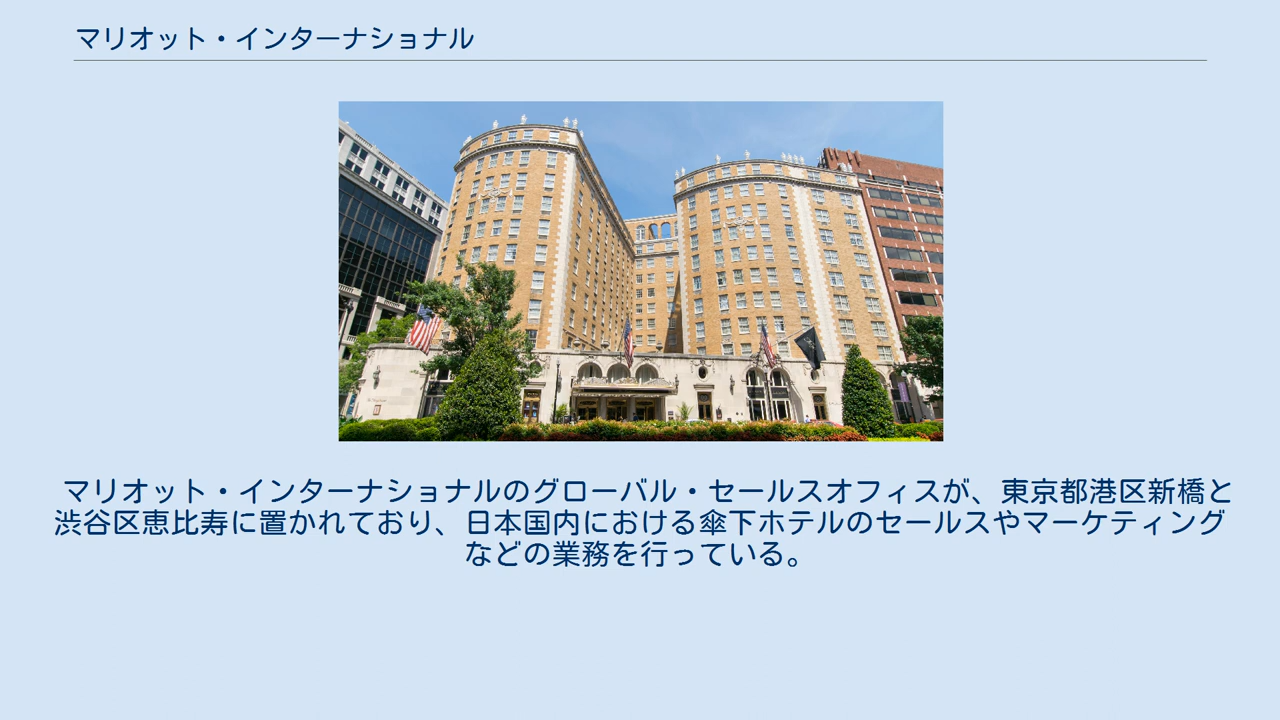 マリオット・インターナショナル
マリオット・インターナショナルのグローバル・セールスオフィスが、東京都港区新橋と
渋谷区恵比寿に置かれており、日本国内における傘下ホテルのセールスやマーケティング
などの業務を行っている。